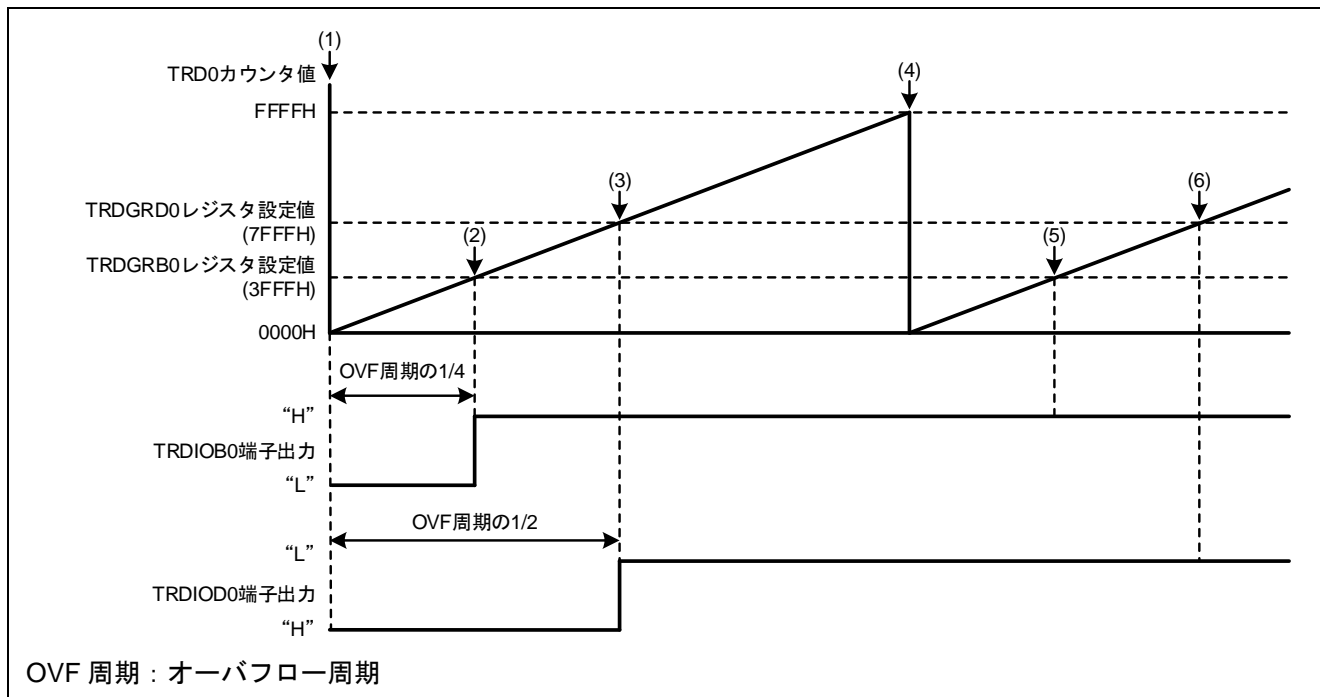 (1)
TRD0カウンタ値
(4)
FFFFH
(3)
(6)
TRDGRD0レジスタ設定値
(7FFFH)
(2)
(5)
TRDGRB0レジスタ設定値
(3FFFH)
0000H
OVF周期の1/4
“H”
TRDIOB0端子出力
“L”
OVF周期の1/2
“L”
TRDIOD0端子出力
“H”
OVF 周期：オーバフロー周期